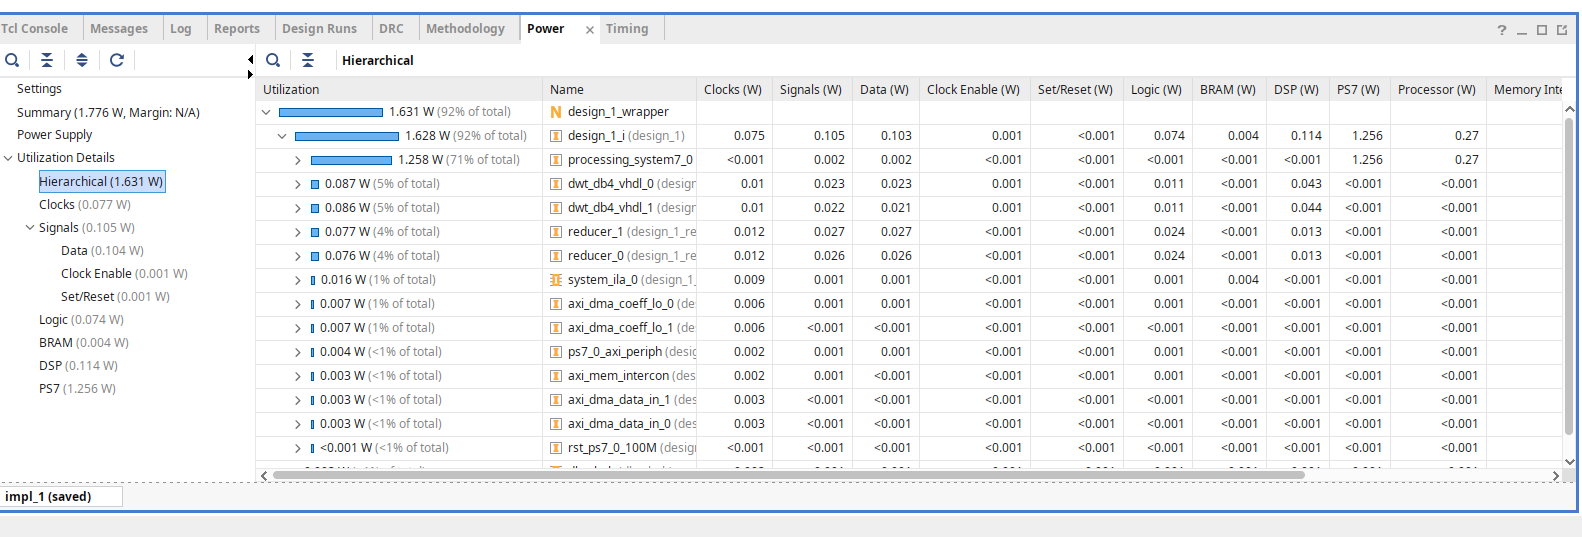 Tcl Console Messages Log Reports Design Runs DRC Methodology Power × Timing
? _
Hierarchical
Settings
Summary (1.776 W, Margin: N/A)
Power Supply
Utilization Details
Hierarchical (1.631 W)
Clocks (0.077 W)
Signals (0.105 W)
Data (0.104 W)
Clock Enable (0.001 W)
Set/Reset (0.001 W)
Logic (0.074 W)
BRAM (0.004 W)
DSP (0.114 W)
PS7 (1.256 W)
Utilization Name Clocks (W) Signals (W) Data (W) Clock Enable (W) Set/Reset (W) Logic (W) BRAM (W) DSP (W) PS7 (W) Processor (W) Memory Inte
1.631 W (92% of total) N design_1_wrapper
1.628 W (92% of total) design_1_i (design_1) 0.075 0.105 0.103 0.001 <0.001 0.074 0.004 0.114 1.256 0.27
1.258 W (71% of total) processing_system7_0 <0.001 0.002 0.002 <0.001 <0.001 <0.001 <0.001 <0.001 1.256 0.27
0.087 W (5% of total) dwt_db4_vhdl_0 (design 0.01 0.023 0.023 0.001 <0.001 0.011 <0.001 0.043 <0.001 <0.001
0.086 W (5% of total) dwt_db4_vhdl_1 (design 0.01 0.022 0.021 0.001 <0.001 0.011 <0.001 0.044 <0.001 <0.001
0.077 W (4% of total) reducer_1 (design_1_re 0.012 0.027 0.027 <0.001 <0.001 0.024 <0.001 0.013 <0.001 <0.001
0.076 W (4% of total) reducer_0 (design_1_re 0.012 0.026 0.026 <0.001 <0.001 0.024 <0.001 0.013 <0.001 <0.001
0.016 W (1% of total) system_ila_0 (design_1_ 0.009 0.001 0.001 <0.001 <0.001 0.001 0.004 <0.001 <0.001 <0.001
0.007 W (1% of total) axi_dma_coeff_lo_0 (des 0.006 0.001 <0.001 <0.001 <0.001 <0.001 <0.001 <0.001 <0.001 <0.001
0.007 W (1% of total) axi_dma_coeff_lo_1 (des 0.006 <0.001 <0.001 <0.001 <0.001 <0.001 <0.001 <0.001 <0.001 <0.001
0.004 W (<1% of total) ps7_0_axi_periph (desig 0.002 0.001 0.001 <0.001 <0.001 0.001 <0.001 <0.001 <0.001 <0.001
0.003 W (<1% of total) axi_mem_intercon (des 0.002 0.001 <0.001 <0.001 <0.001 0.001 <0.001 <0.001 <0.001 <0.001
0.003 W (<1% of total) axi_dma_data_in_1 (des 0.003 <0.001 <0.001 <0.001 <0.001 <0.001 <0.001 <0.001 <0.001 <0.001
0.003 W (<1% of total) axi_dma_data_in_0 (des 0.003 <0.001 <0.001 <0.001 <0.001 <0.001 <0.001 <0.001 <0.001 <0.001
<0.001 W (<1% of total) rst_ps7_0_100M (desig <0.001 <0.001 <0.001 <0.001 <0.001 <0.001 <0.001 <0.001 <0.001 <0.001
impl_1 (saved)